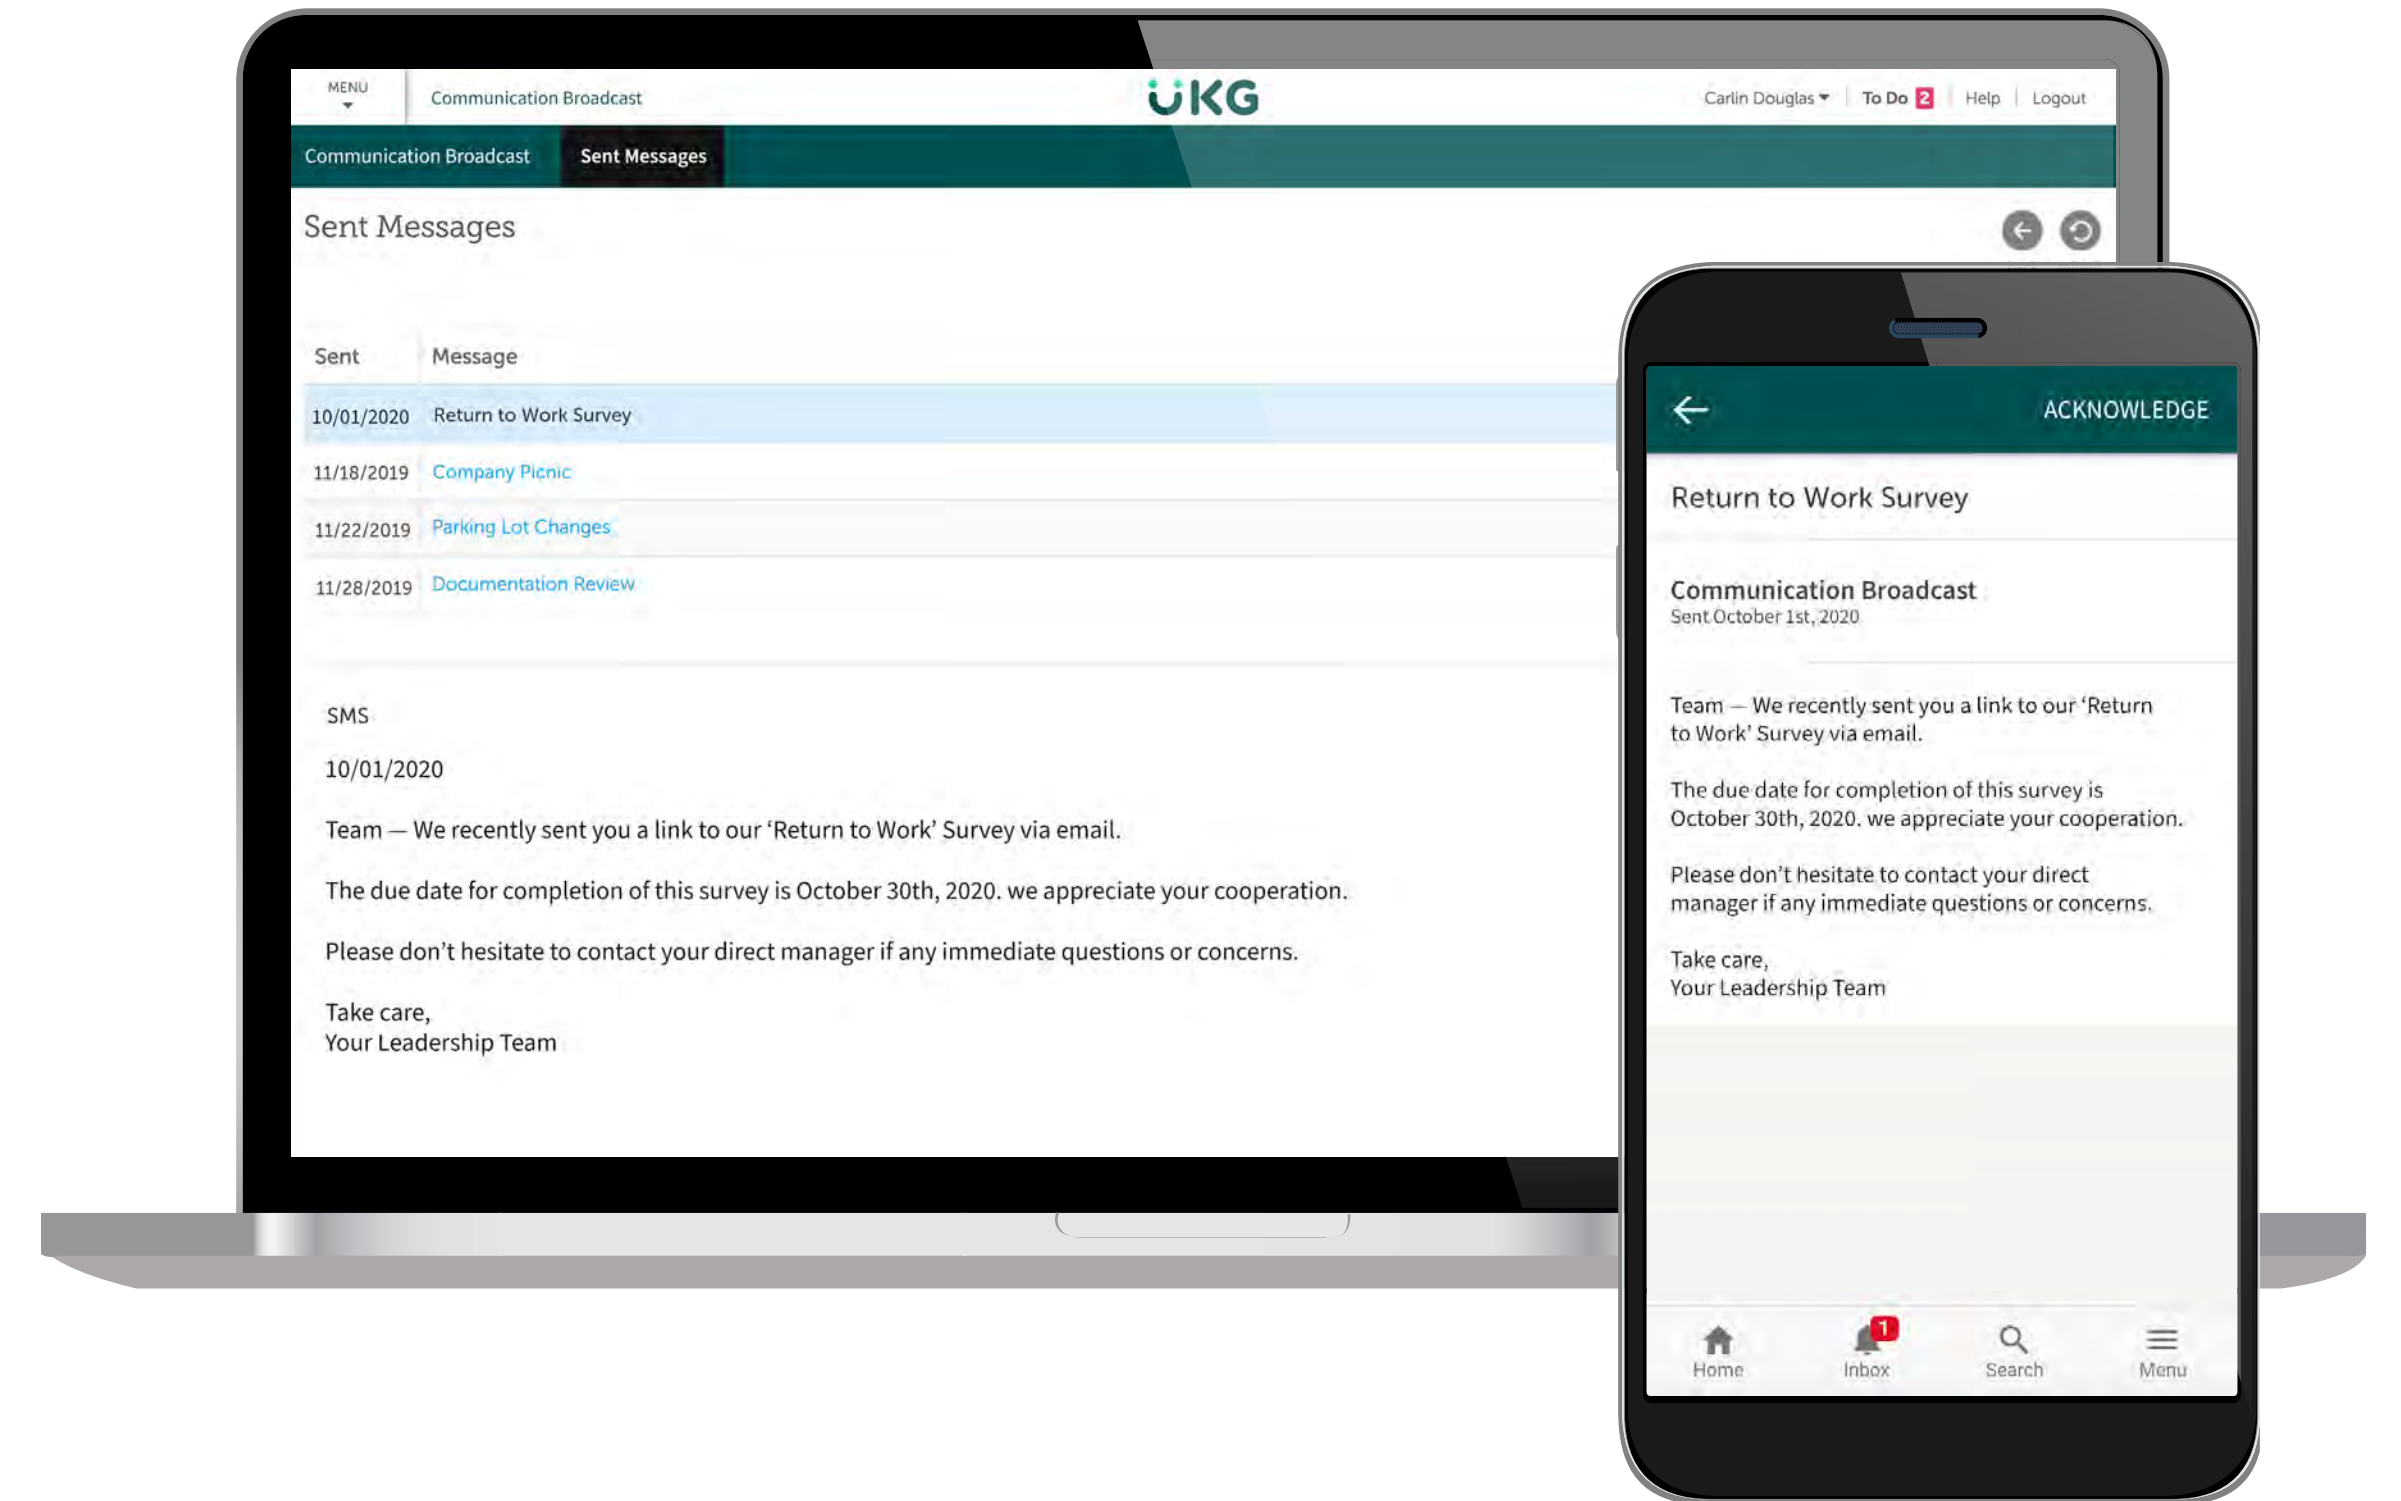 MENU
Communication Broadcast
UKG
Carlin Douglas
To Do 2
Help
Logout
Communication Broadcast
Sent Messages
Sent Messages
Sent Message
10/01/2020 Return to Work Survey
11/18/2019 Company Picnic
11/22/2019 Parking Lot Changes
11/28/2019 Documentation Review
SMS
10/01/2020
Team — We recently sent you a link to our ‘Return to Work’ Survey via email.
The due date for completion of this survey is October 30th, 2020. we appreciate your cooperation.
Please don’t hesitate to contact your direct manager if any immediate questions or concerns.
Take care,
Your Leadership Team
ACKNOWLEDGE
Return to Work Survey
Communication Broadcast
Sent October 1st, 2020
Team — We recently sent you a link to our ‘Return
to Work’ Survey via email.
The due date for completion of this survey is
October 30th, 2020. we appreciate your cooperation.
Please don’t hesitate to contact your direct
manager if any immediate questions or concerns.
Take care,
Your Leadership Team
1
Home
Inbox
Search
Menu